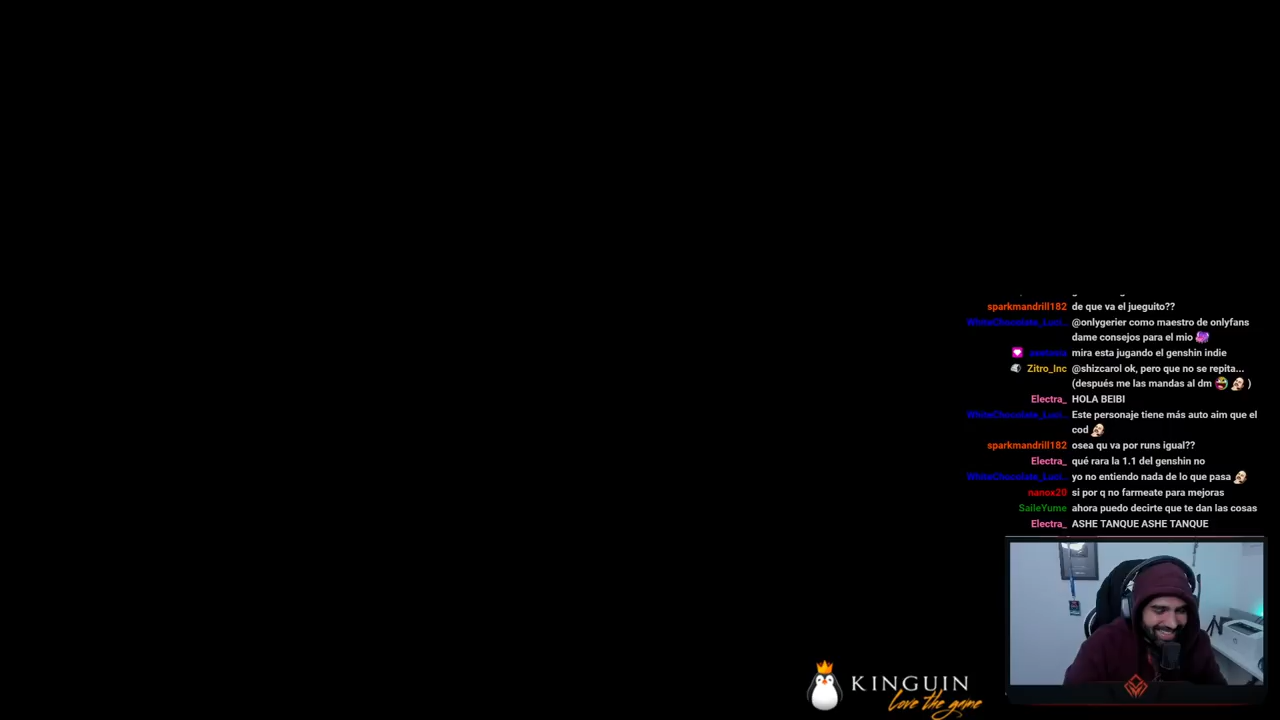 sparkmandrill182 de que va el jueguito??
WhiteChocolate_Luci... @onlygerier como maestro de onlyfans
dame consejos para el mio
mira esta jugando el genshin indie
Zitro_Inc @shizcarol ok, pero que no se repita...
(después me las mandas al dm )
Electra_ HOLA BEIBI
WhiteChocolate_Luci... Este personaje tiene más auto aim que el
cod
sparkmandrill182 osea qu va por runs igual??
Electra_ qué rara la 1.1 del genshin no
WhiteChocolate_Luci... yo no entiendo nada de lo que pasa
nanox20 si por q no farmeate para mejoras
SaileYume ahora puedo decirte que te dan las cosas
Electra_ ASHE TANQUE ASHE TANQUE
KINGUIN
love the game